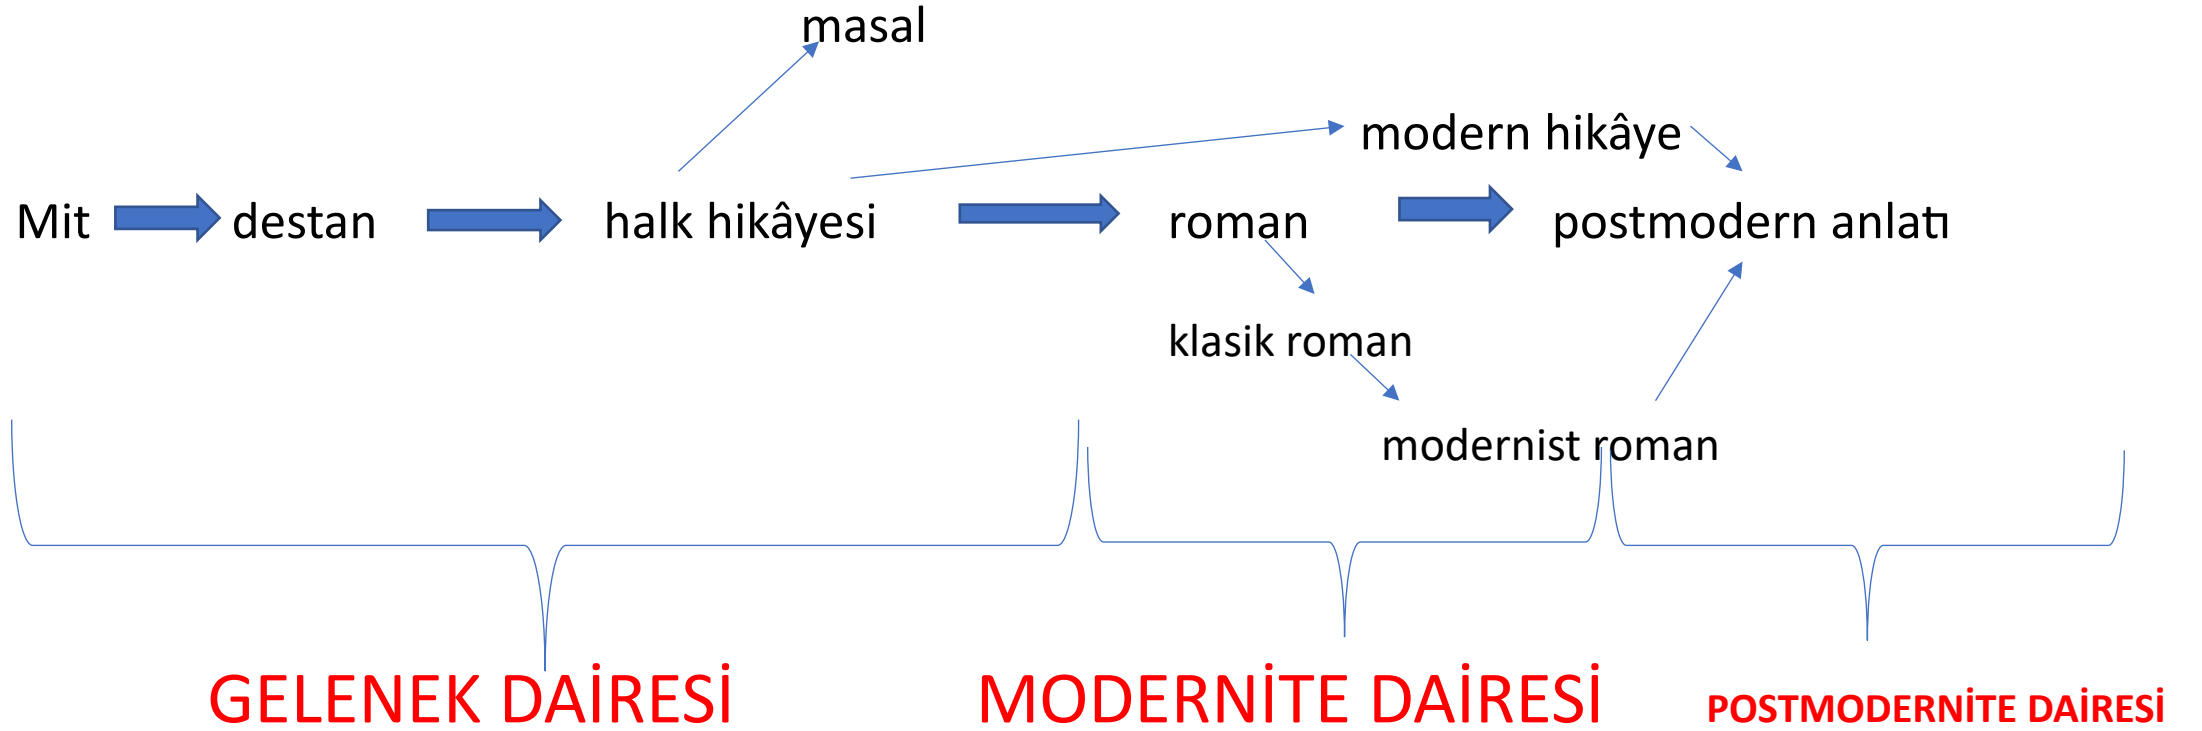 masal
modern hikâye
Mit destan halk hikâyesi roman postmodern anlatı
klasik roman
modernist roman
GELENEK DAİRESİ MODERNİTE DAİRESİ POSTMODERNİTE DAİRESİ